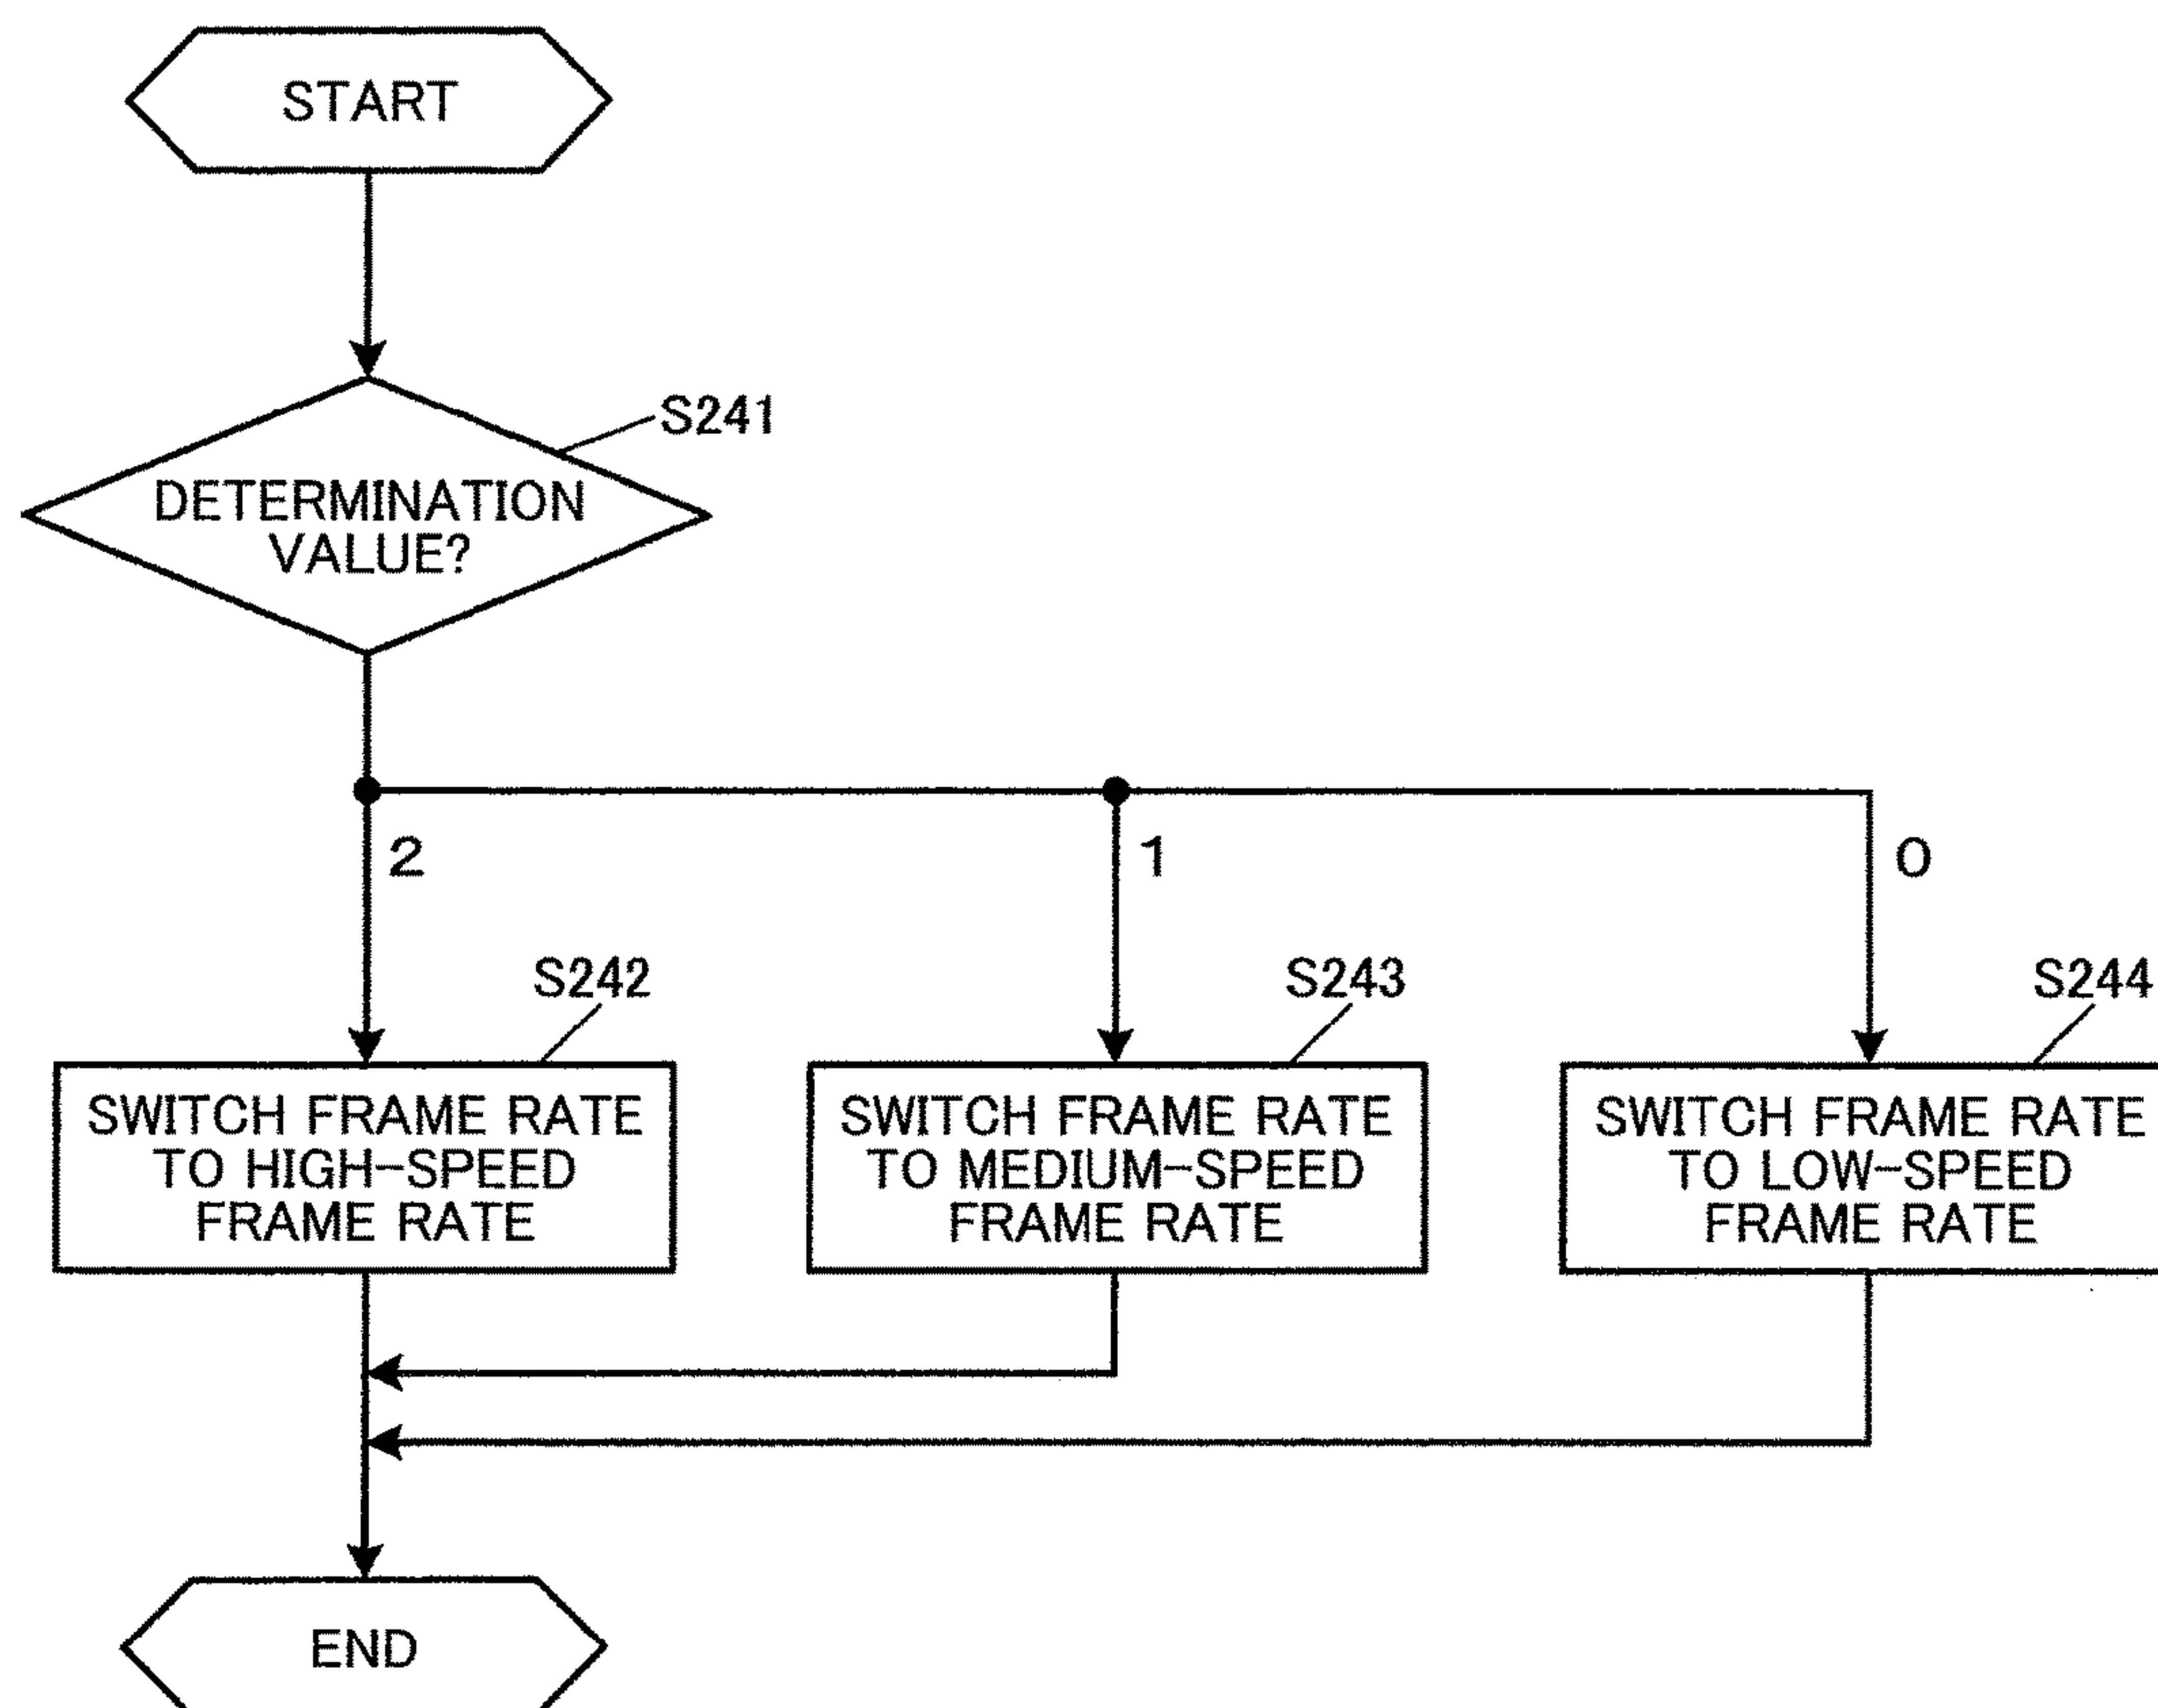 START
S241
DETERMINATION
VALUE?
2
1
0
S242
S243
S244
SWITCH FRAME RATE
TO HIGH-SPEED
FRAME RATE
SWITCH FRAME RATE
TO MEDIUM-SPEED
FRAME RATE
SWITCH FRAME RATE
TO LOW-SPEED
FRAME RATE
END